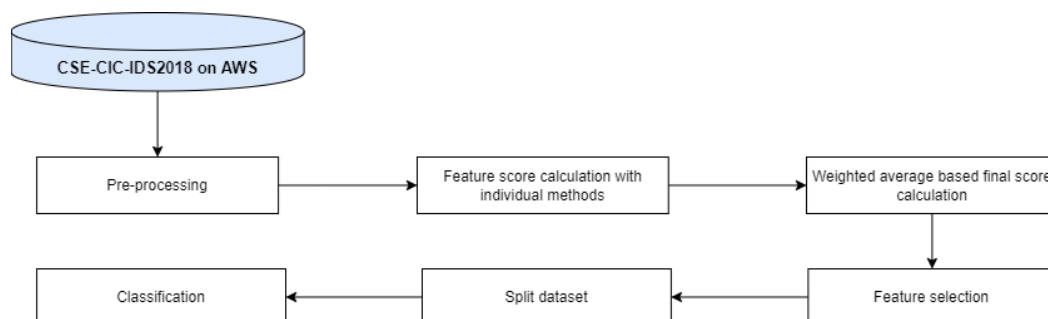 CSE-CIC-IDS2018 on AWS
Pre-processing
Feature score calculation with
individual methods
Weighted average based final score
calculation
Classification
Split dataset
Feature selection